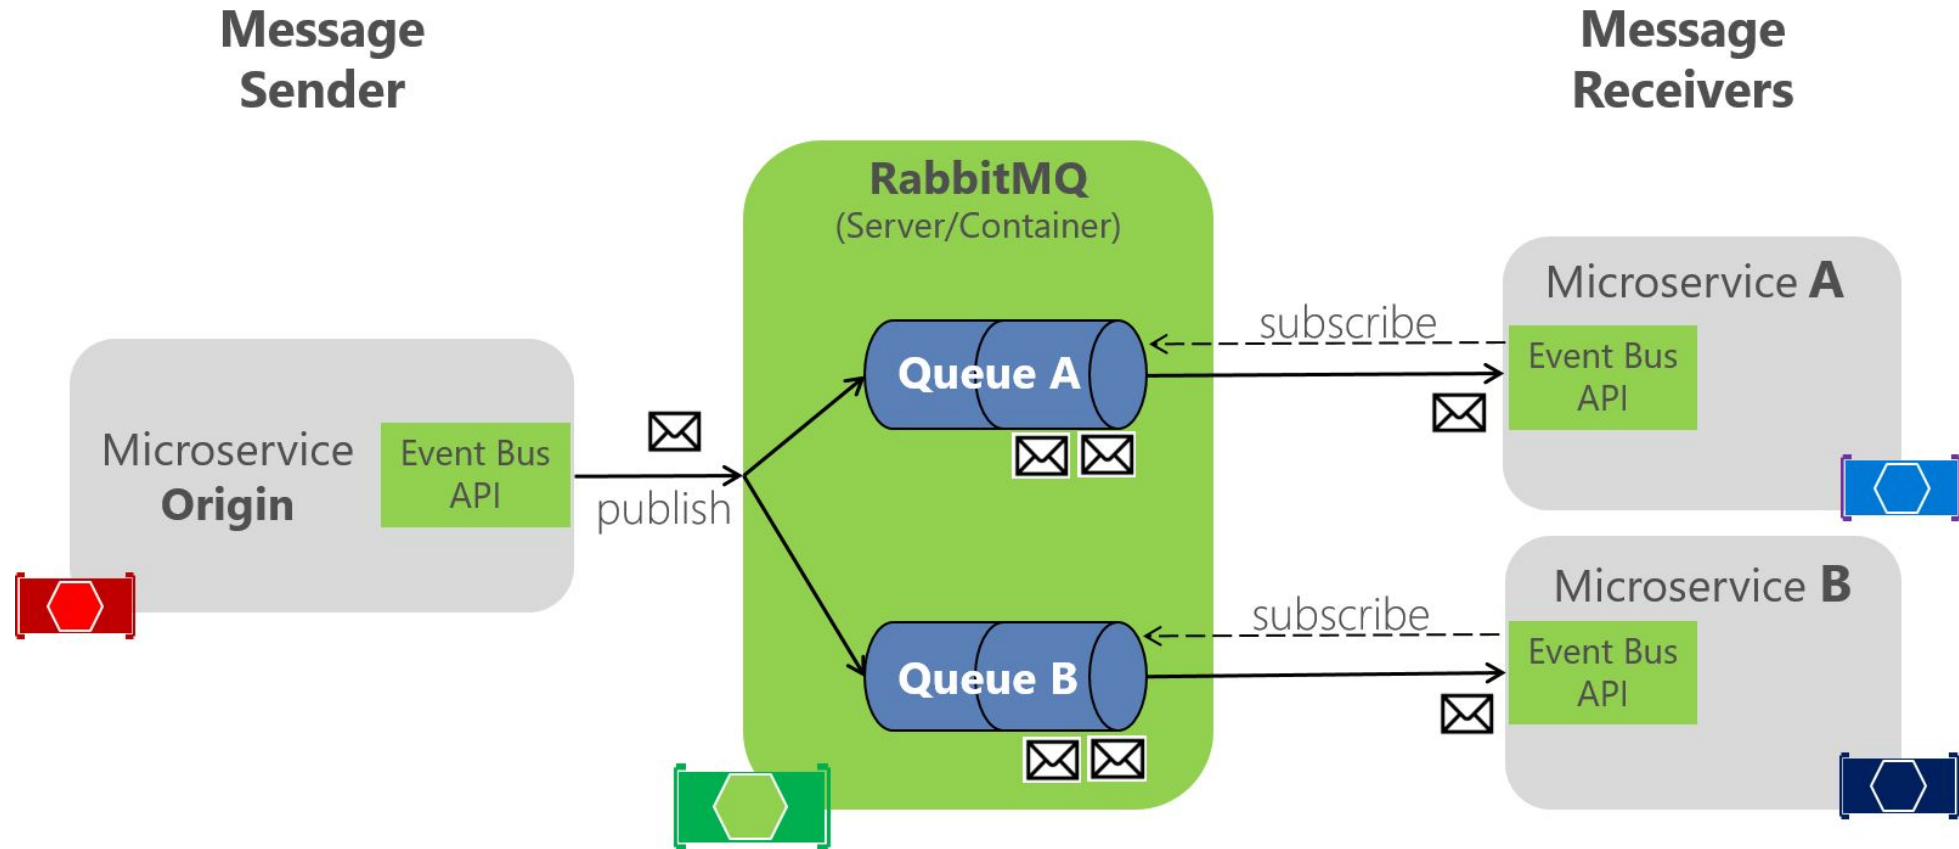 Message
Sender
Message
Receivers
RabbitMQ
(Server/Container)
Microservice
Origin
Event Bus
API
publish
Queue A
Queue B
subscribe
subscribe
Microservice A
Event Bus
API
Microservice B
Event Bus
API